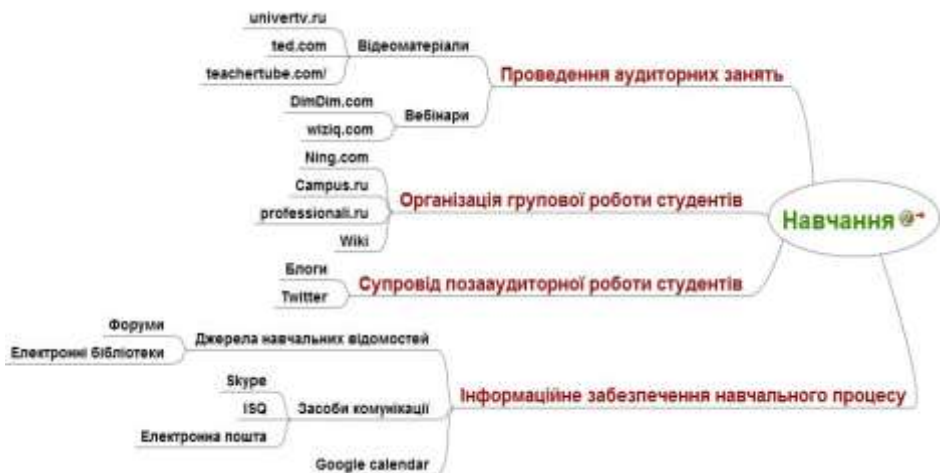 univertv.ru
ted.com
teachertube.com/
Відеоматеріали
DimDim.com
wiziq.com
Вебінари
Проведення аудиторних занять
Ning.com
Campus.ru
professionali.ru
Wiki
Організація групової роботи студентів
Блоги
Twitter
Супровід позааудиторної роботи студентів
Навчання
Форуми
Електронні бібліотеки
Джерела навчальних відомостей
Skype
ISQ
Електронна пошта
Засоби комунікації
Google calendar
Інформаційне забезпечення навчального процесу